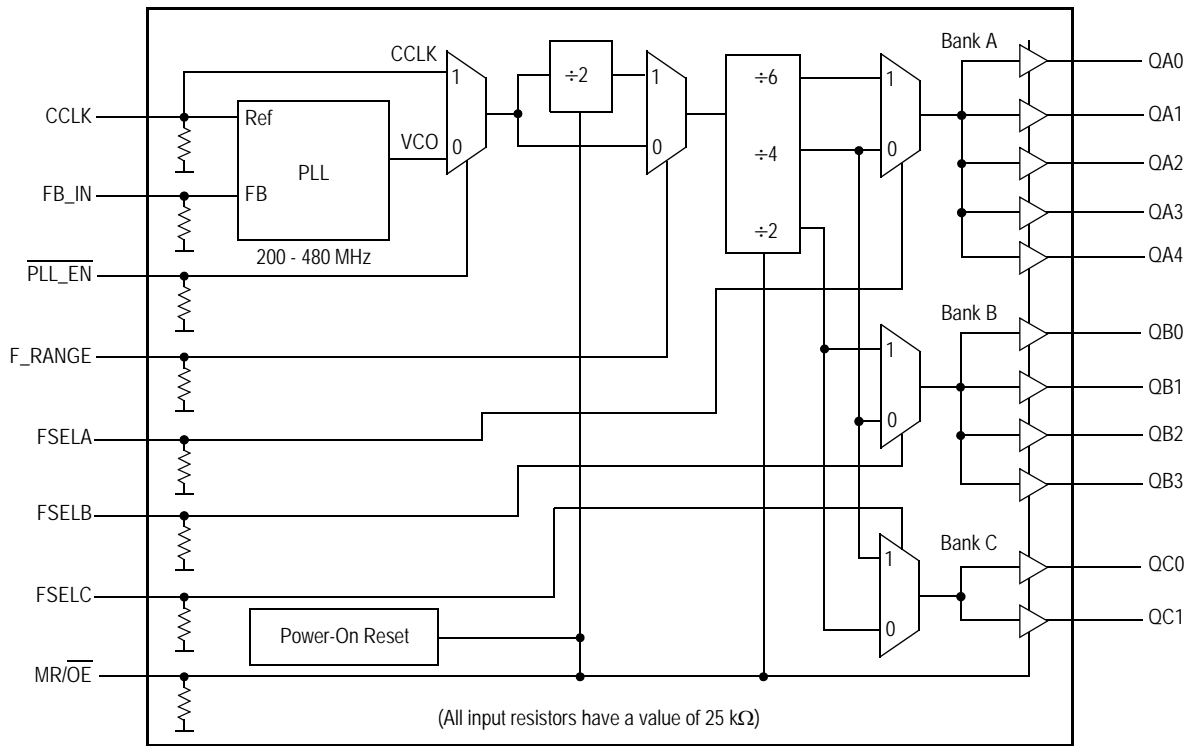 CCLK
FB_IN
PLL_EN
F_RANGE
FSELA
FSELB
FSELC
MR/OE
CCLK
1
VCO
0
Ref
PLL
FB
200 - 480 MHz
÷2
1
0
÷6
÷4
÷2
1
0
Bank A
QA0
QA1
QA2
QA3
QA4
1
0
Bank B
QB0
QB1
QB2
QB3
1
0
Bank C
QC0
QC1
Power-On Reset
(All input resistors have a value of 25 kΩ)